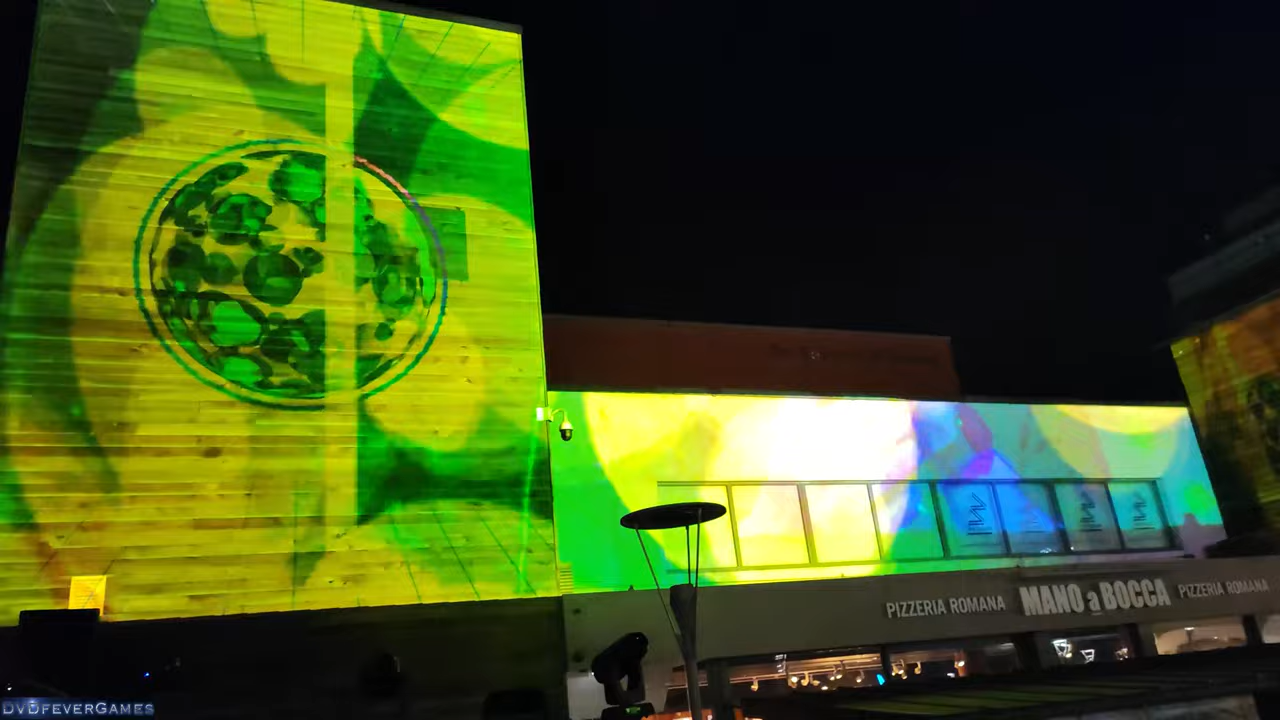 PIZZERIA ROMANA MANO a BOCCA PIZZERIA ROMANA
DVDFEVERGAMES